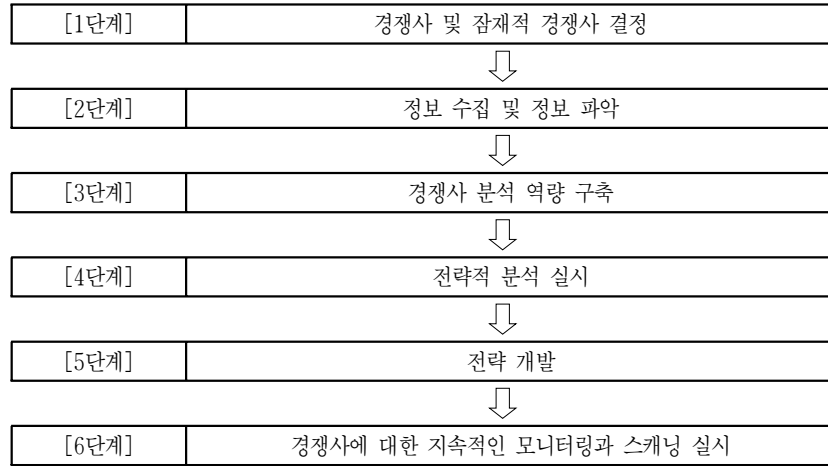 [1단계] 경쟁사 및 잠재적 경쟁사 결정
[2단계] 정보 수집 및 정보 파악
[3단계] 경쟁사 분석 역량 구축
[4단계] 전략적 분석 실시
[5단계] 전략 개발
[6단계] 경쟁사에 대한 지속적인 모니터링과 스캐닝 실시